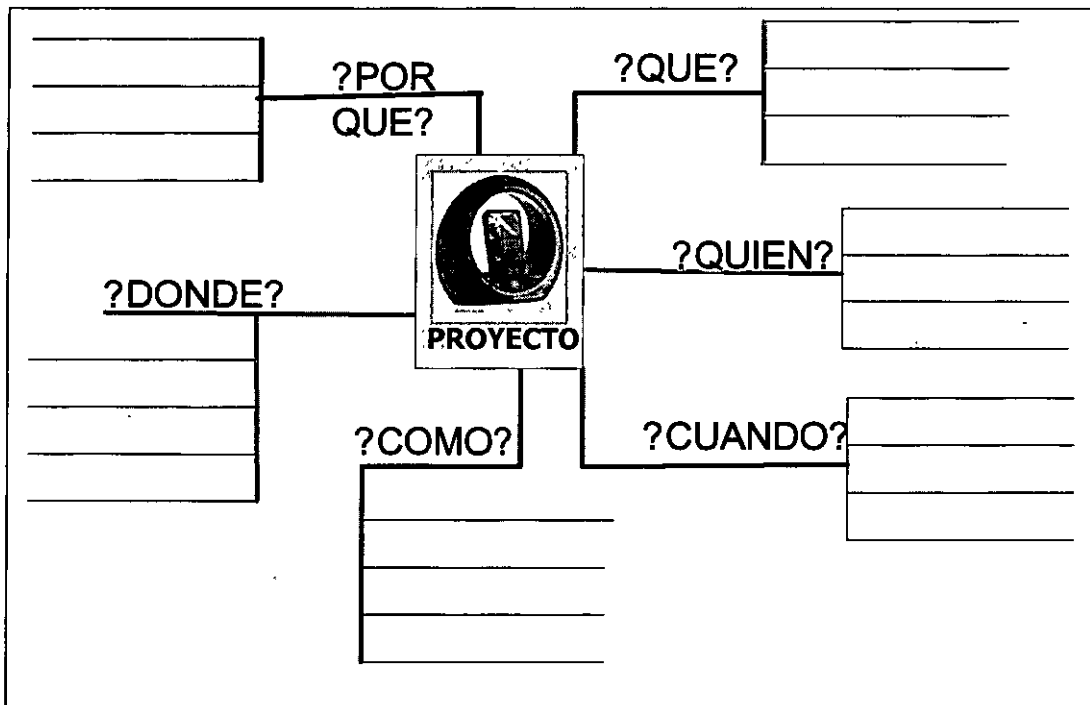 ?POR
QUE?
?QUE?
?QUIEN?
?DONDE?
PROYECTO
?COMO?
?CUANDO?